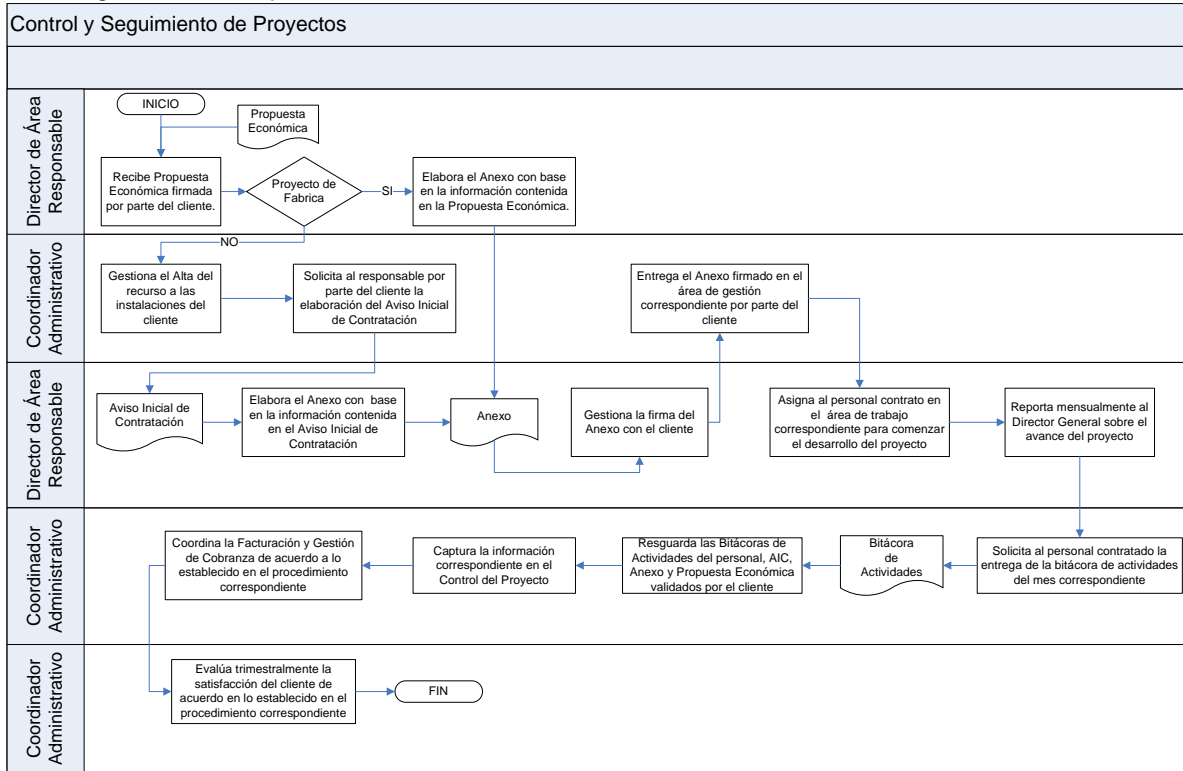 Control y Seguimiento de Proyectos
Director de Área
Responsable
INICIO
Propuesta
Económica
Recibe Propuesta
Económica firmada
por parte del cliente.
Proyecto de
Fabrica
SI
Elabora el Anexo con base
en la información contenida
en la Propuesta Económica.
NO
Coordinador
Administrativo
Gestiona el Alta del
recurso a las
instalaciones del
cliente
Solicita al responsable por
parte del cliente la
elaboración del Aviso Inicial
de Contratación
Entrega el Anexo firmado en el
área de gestión
correspondiente por parte del
cliente
Director de Área
Responsable
Aviso Inicial de
Contratación
Elabora el Anexo con base
en la información contenida
en el Aviso Inicial de
Contratación
Anexo
Gestiona la firma del
Anexo con el cliente
Asigna al personal contrato en
el área de trabajo
correspondiente para comenzar
el desarrollo del proyecto
Reporta mensualmente al
Director General sobre el
avance del proyecto
Coordinador
Administrativo
Coordina la Facturación y Gestión
de Cobranza de acuerdo a lo
establecido en el procedimiento
correspondiente
Captura la información
correspondiente en el
Control del Proyecto
Resguarda las Bitácoras de
Actividades del personal, AIC,
Anexo y Propuesta Económica
validados por el cliente
Bitácora
de
Actividades
Solicita al personal contratado la
entrega de la bitácora de actividades
del mes correspondiente
Coordinador
Administrativo
Evalúa trimestralmente la
satisfacción del cliente de
acuerdo en lo establecido en el
procedimiento correspondiente
FIN